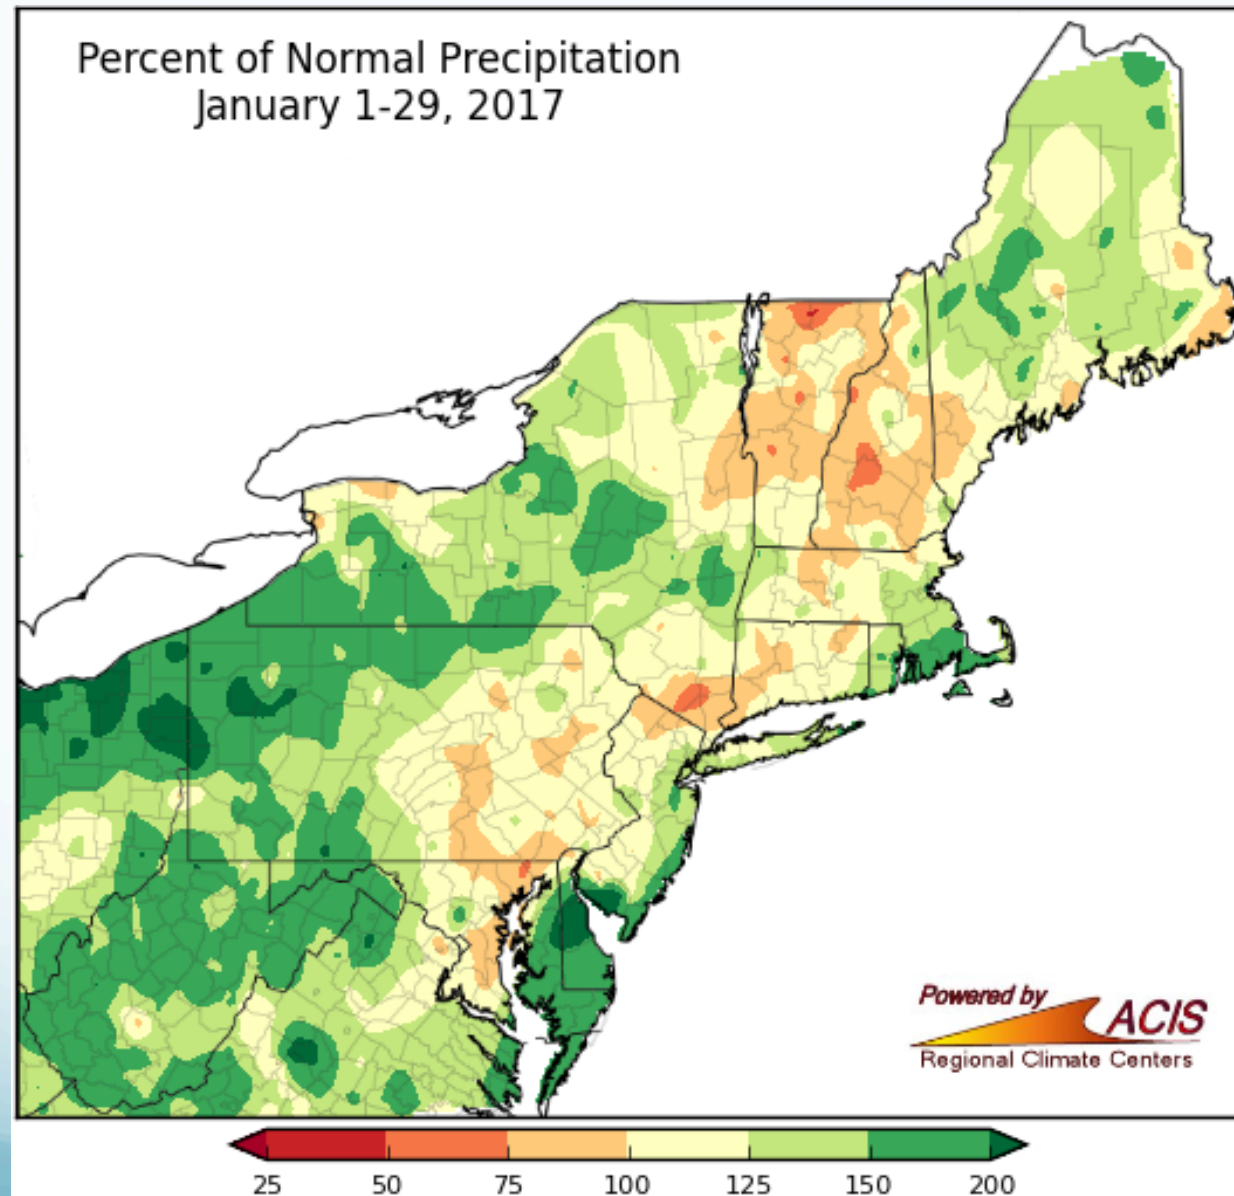 Percent of Normal Precipitation
January 1-29, 2017
Powered by
ACIS
Regional Climate Centers
25 50 75 100 125 150 200